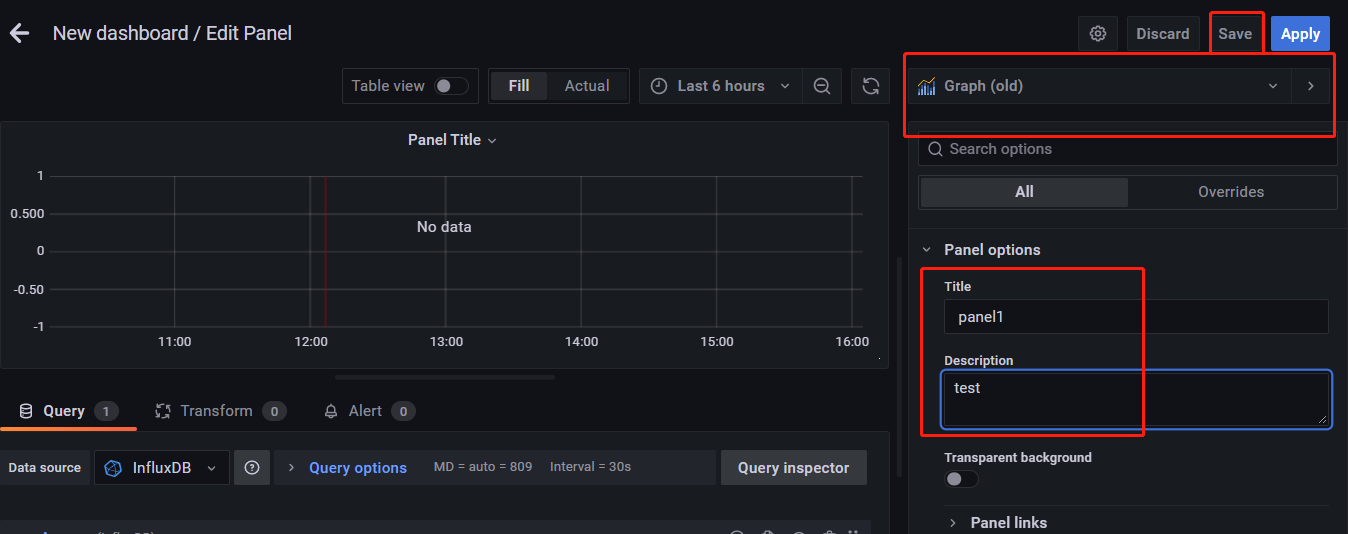 New dashboard / Edit Panel
Discard
Save
Apply
Table view
Fill
Actual
Last 6 hours
Graph (old)
Search options
All
Overrides
Panel Title
1
0.500
0
-0.50
-1
No data
11:00
12:00
13:00
14:00
15:00
16:00
Panel options
Title
panel1
Description
test
Transparent background
Panel links
Query 1
Transform 0
Alert 0
Data source
InfluxDB
Query options
MD = auto = 809
Interval = 30s
Query inspector